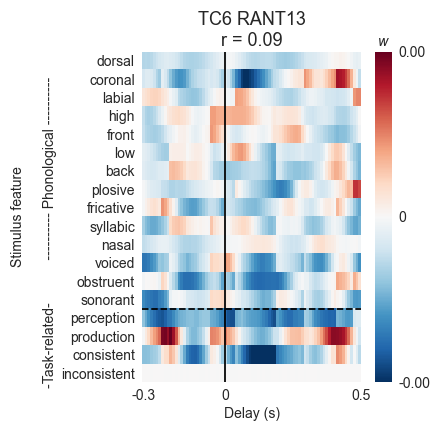 TC6 RANT13
r = 0.09
w
dorsal
coronal
labial
high
front
low
back
plosive
fricative
syllabic
nasal
voiced
obstruent
sonorant
perception
production
consistent
inconsistent
Stimulus feature
-Task-related- ----------- Phonological ----------
0.00
0
-0.00
-0.3
0
0.5
Delay (s)